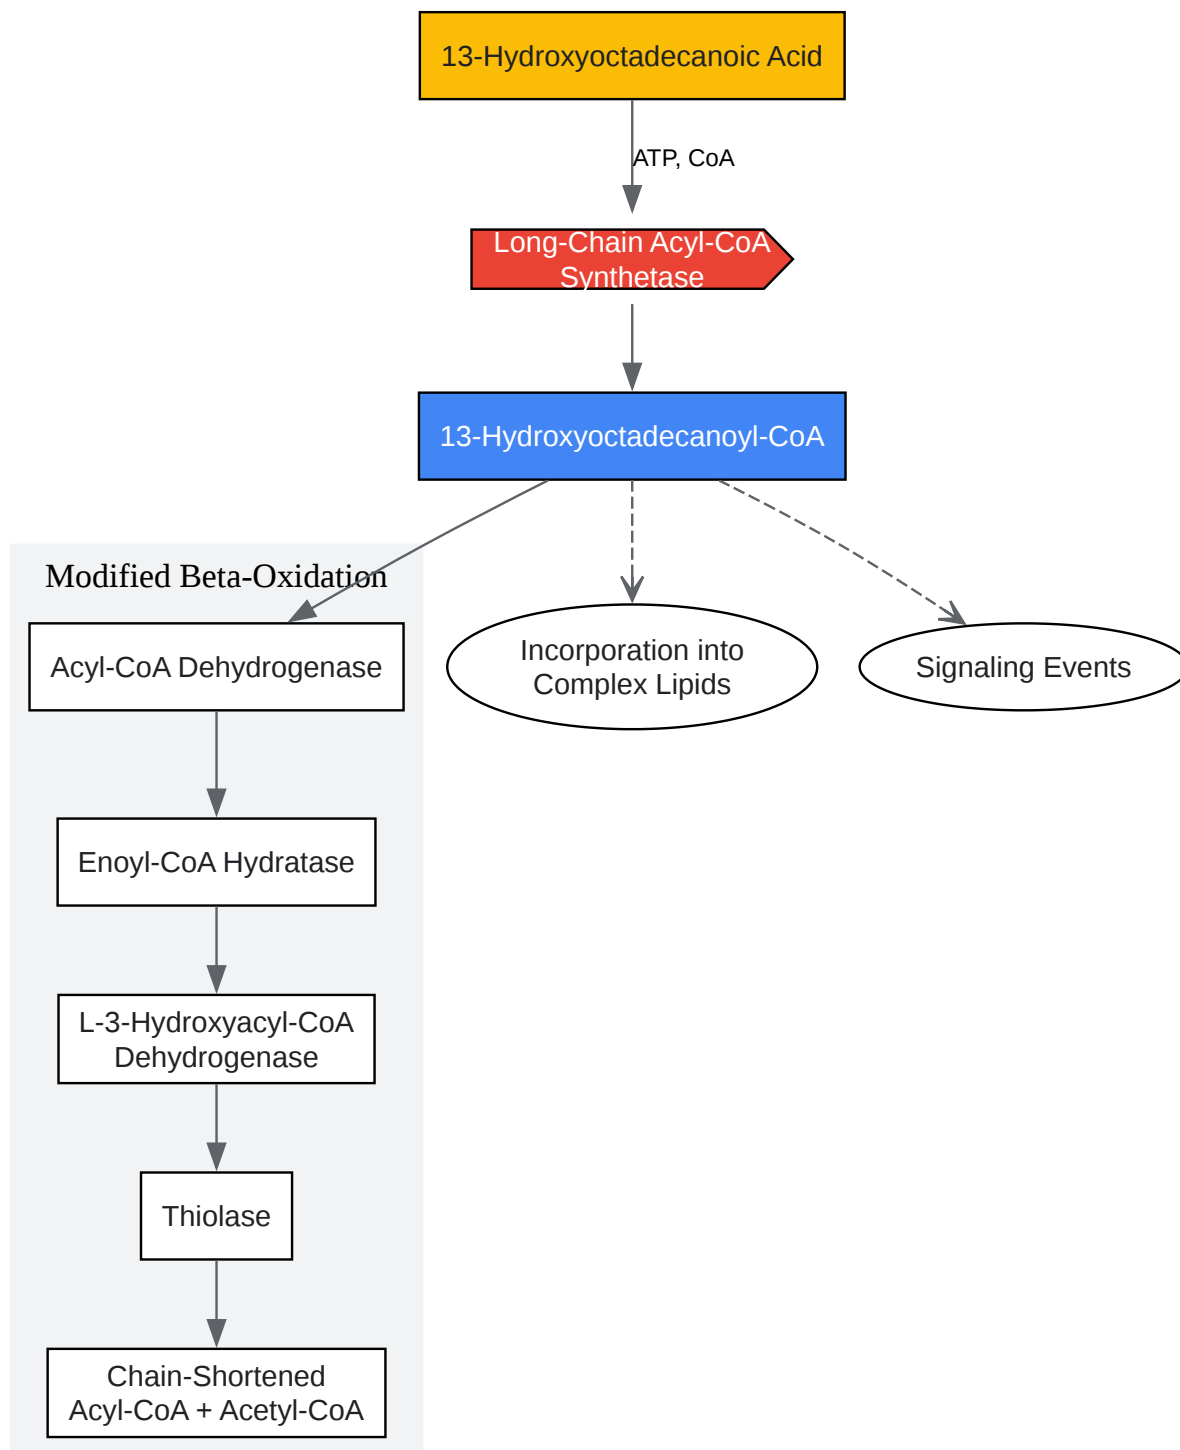 13-Hydroxyoctadecanoic Acid
ATP, CoA
Long-Chain Acyl-CoA
Synthetase
13-Hydroxyoctadecanoyl-CoA
Modified Beta-Oxidation
Acyl-CoA Dehydrogenase
Incorporation into
Complex Lipids
Signaling Events
Enoyl-CoA Hydratase
L-3-Hydroxyacyl-CoA
Dehydrogenase
Thiolase
Chain-Shortened
Acyl-CoA + Acetyl-CoA